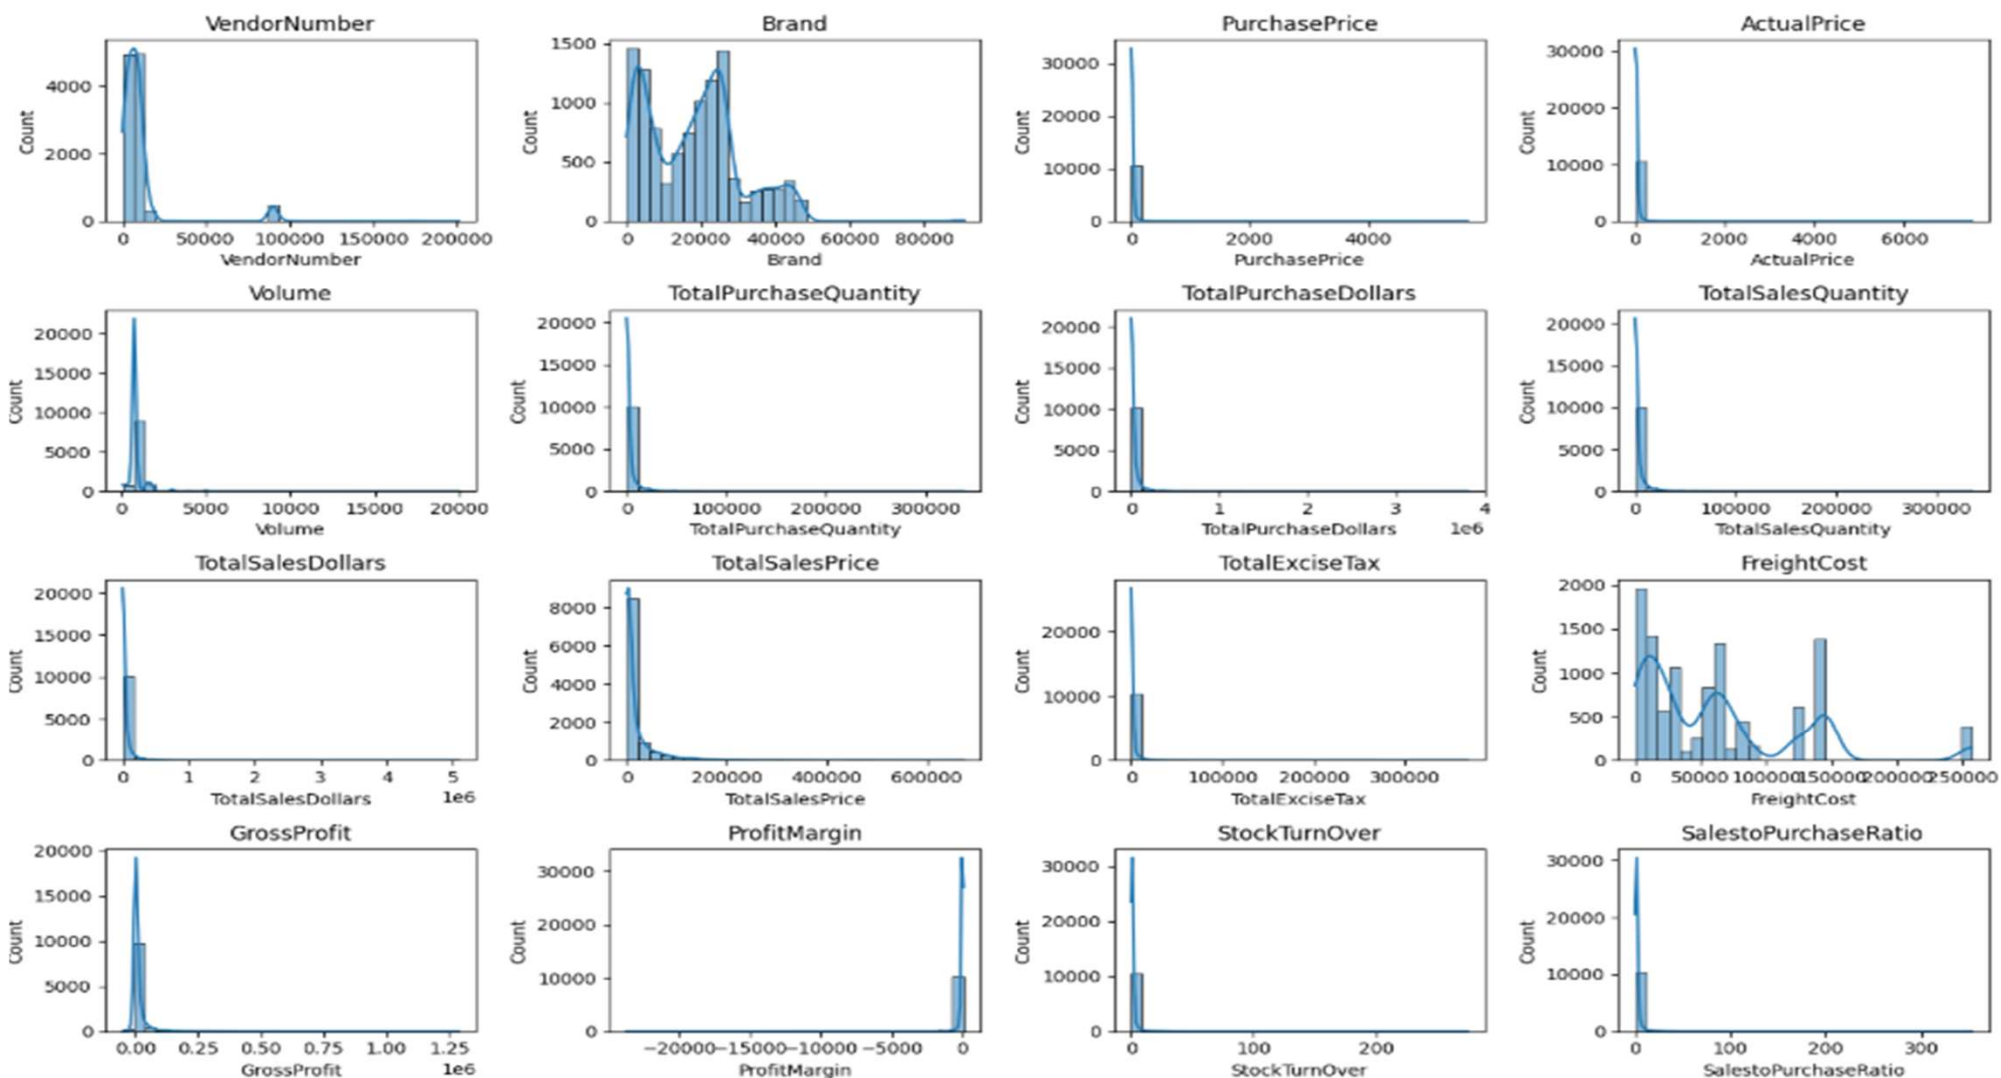 VendorNumber
Count
4000
2000
0
0 50000 100000 150000 200000
VendorNumber
Brand
Count
1500
1000
500
0
0 20000 40000 60000 80000
Brand
PurchasePrice
Count
30000
20000
10000
0
0 2000 4000
PurchasePrice
ActualPrice
Count
30000
20000
10000
0
0 2000 4000 6000
ActualPrice
Volume
Count
20000
15000
10000
5000
0
0 5000 10000 15000 20000
Volume
TotalPurchaseQuantity
Count
20000
15000
10000
5000
0
0 100000 200000 300000
TotalPurchaseQuantity
TotalPurchaseDollars
Count
20000
15000
10000
5000
0
0 1 2 3 4
TotalPurchaseDollars 1e6
TotalSalesQuantity
Count
20000
15000
10000
5000
0
0 100000 200000 300000
TotalSalesQuantity
TotalSalesDollars
Count
20000
15000
10000
5000
0
0 1 2 3 4 5
TotalSalesDollars 1e6
TotalSalesPrice
Count
8000
6000
4000
2000
0
0 200000 400000 600000
TotalSalesPrice
TotalExciseTax
Count
20000
10000
0
0 100000 200000 300000
TotalExciseTax
FreightCost
Count
2000
1500
1000
500
0
0 50000 100000 150000 200000 250000
FreightCost
GrossProfit
Count
20000
15000
10000
5000
0
0.00 0.25 0.50 0.75 1.00 1.25
GrossProfit 1e6
ProfitMargin
Count
30000
20000
10000
0
−20000 −15000 −10000 −5000 0
ProfitMargin
StockTurnOver
Count
30000
20000
10000
0
0 100 200
StockTurnOver
SalestoPurchaseRatio
Count
30000
20000
10000
0
0 100 200 300
SalestoPurchaseRatio